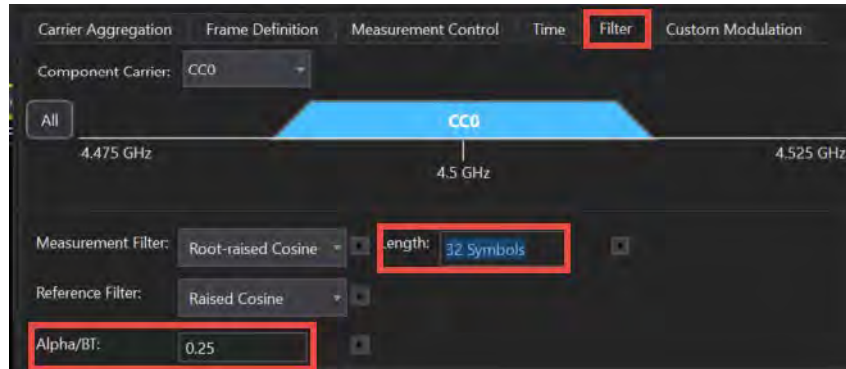 Carrier Aggregation Frame Definition Measurement Control Time Filter Custom Modulation
Component Carrier: CC0
All
CC0
4.475 GHz
4.5 GHz
4.525 GHz
Measurement Filter: Root-raised Cosine Length: 32 Symbols
Reference Filter: Raised Cosine
Alpha/BT: 0.25